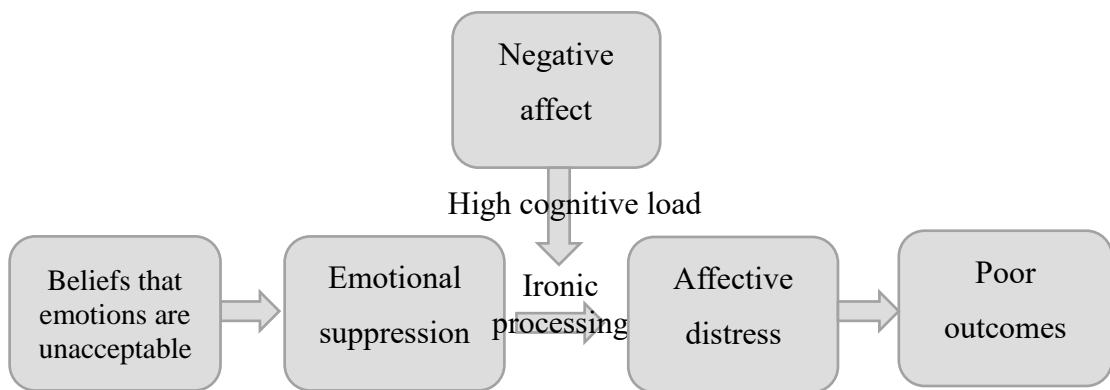 Negative
affect
High cognitive load
Beliefs that
emotions are
unacceptable
Emotional
suppression
Ironic
processing
Affective
distress
Poor
outcomes